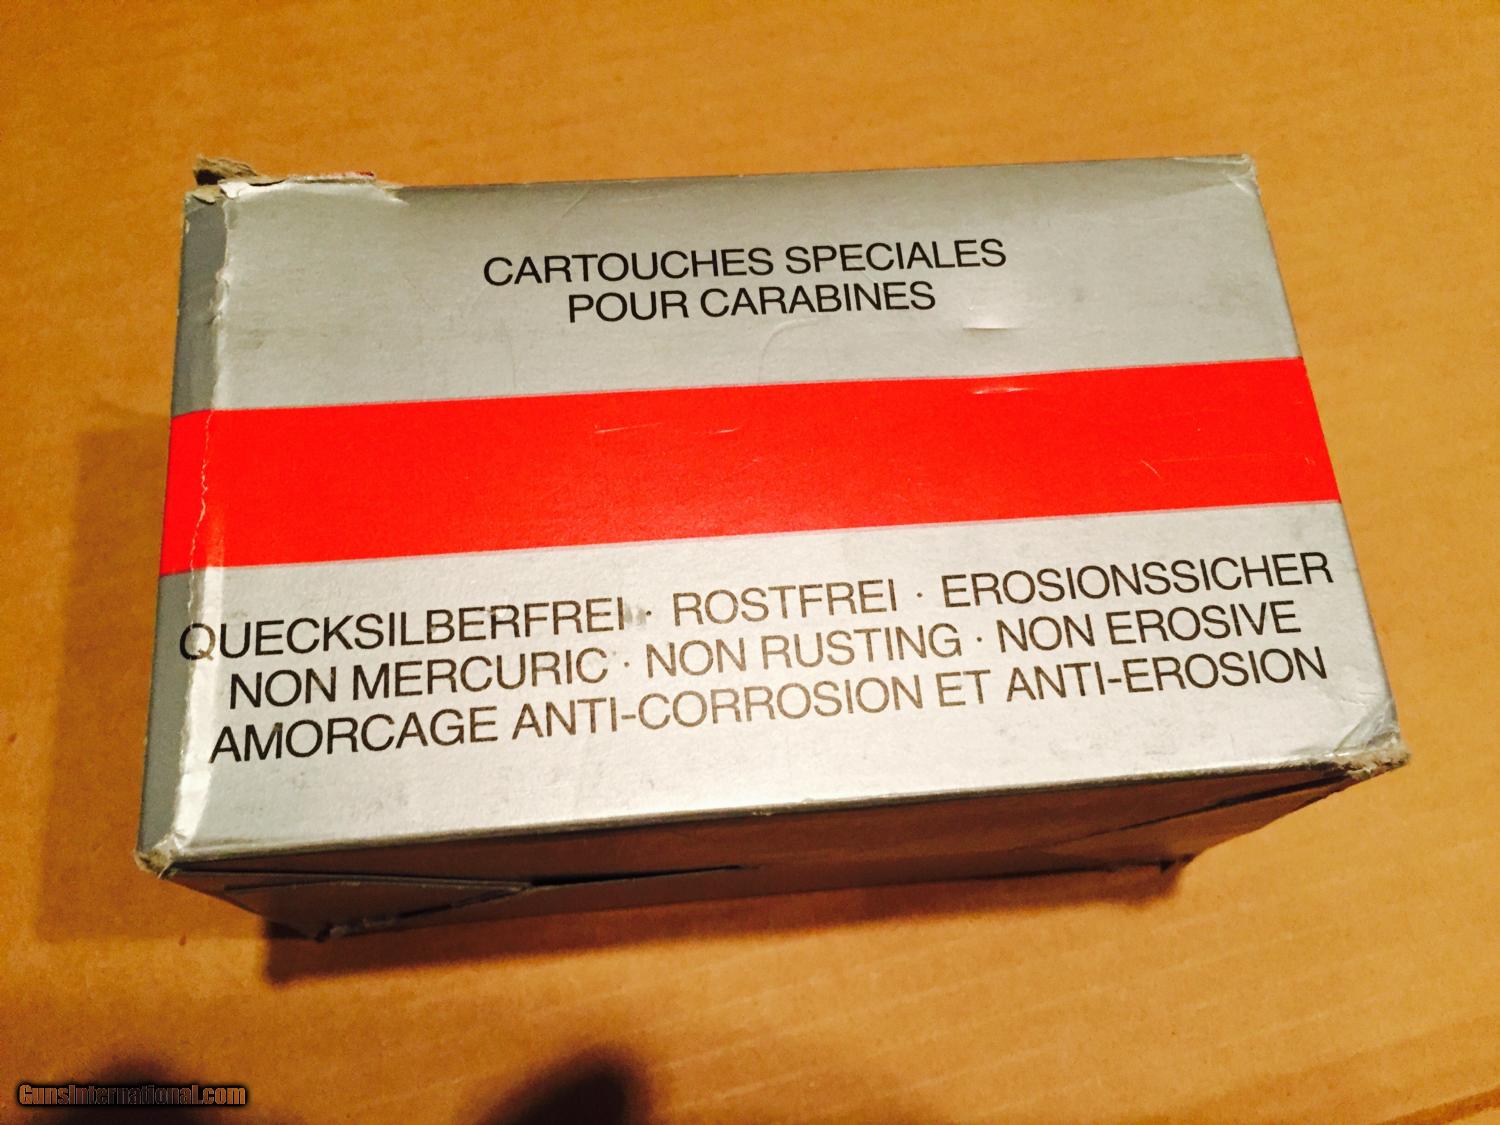 CARTOUCHES SPECIALES
POUR CARABINES
QUECKSILBERFREI · ROSTFREI · EROSIONSSICHER
NON MERCURIC · NON RUSTING · NON EROSIVE
AMORCAGE ANTI-CORROSION ET ANTI-EROSION
GunsInternational.com